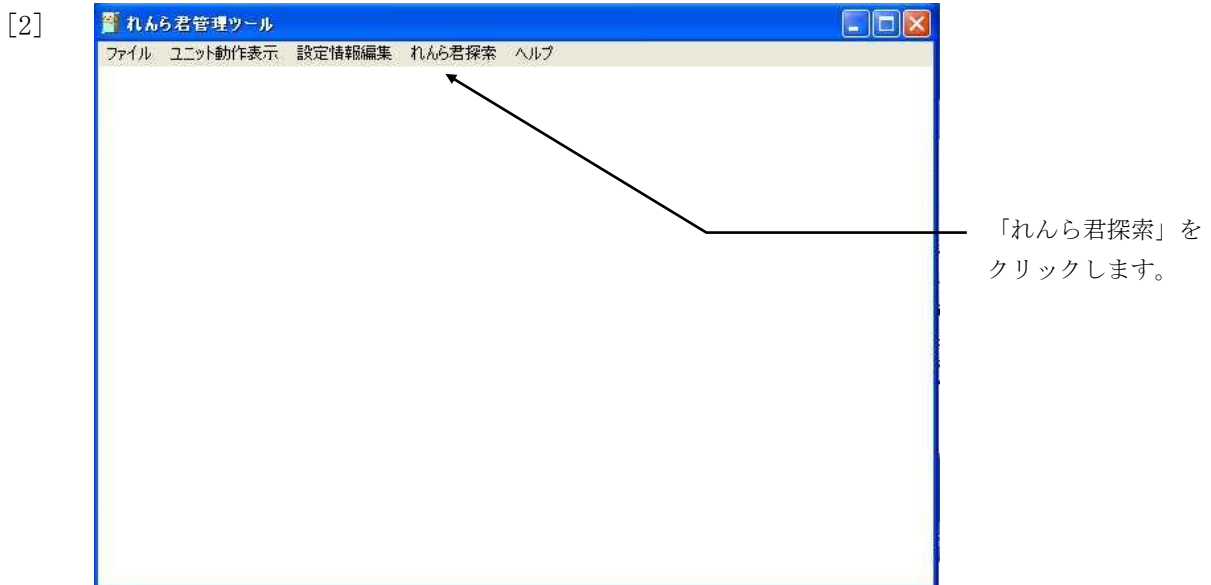 [2]
れんら君管理ツール
ファイル ユニット動作表示 設定情報編集 れんら君探索 ヘルプ
「れんら君探索」を
クリックします。